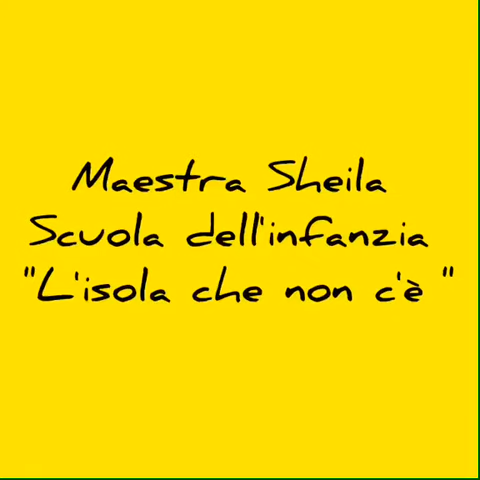 Maestra Sheila
Scuola dell'infanzia
"L'isola che non c'è "